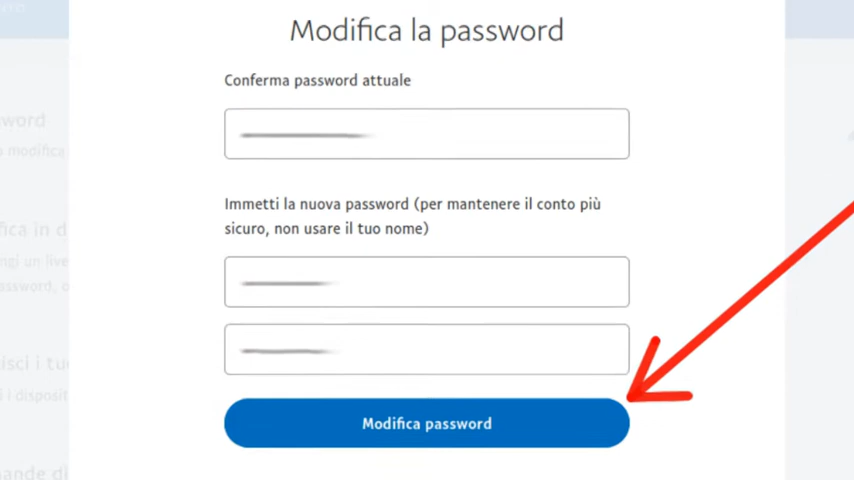 Modifica la password
Conferma password attuale
Immetti la nuova password (per mantenere il conto più
sicuro, non usare il tuo nome)
Modifica password